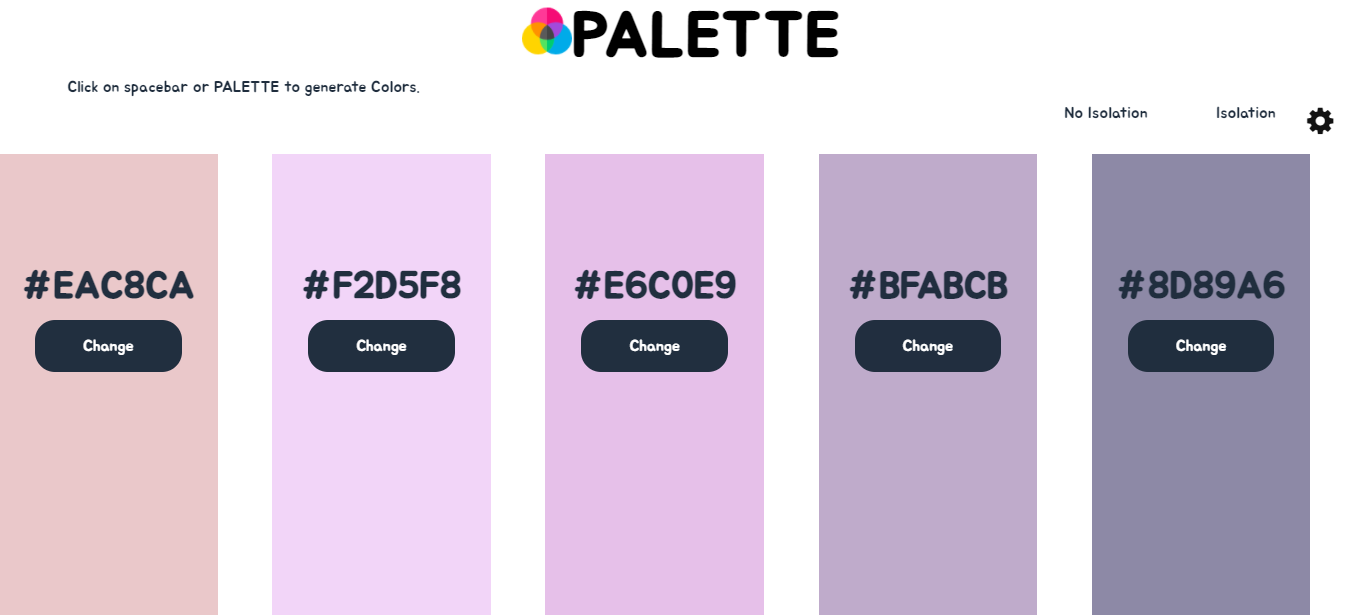 PALETTE
Click on spacebar or PALETTE to generate Colors.
No Isolation Isolation
#EAC8CA #F2D5F8 #E6C0E9 #BFABCB #8D89A6
Change Change Change Change Change